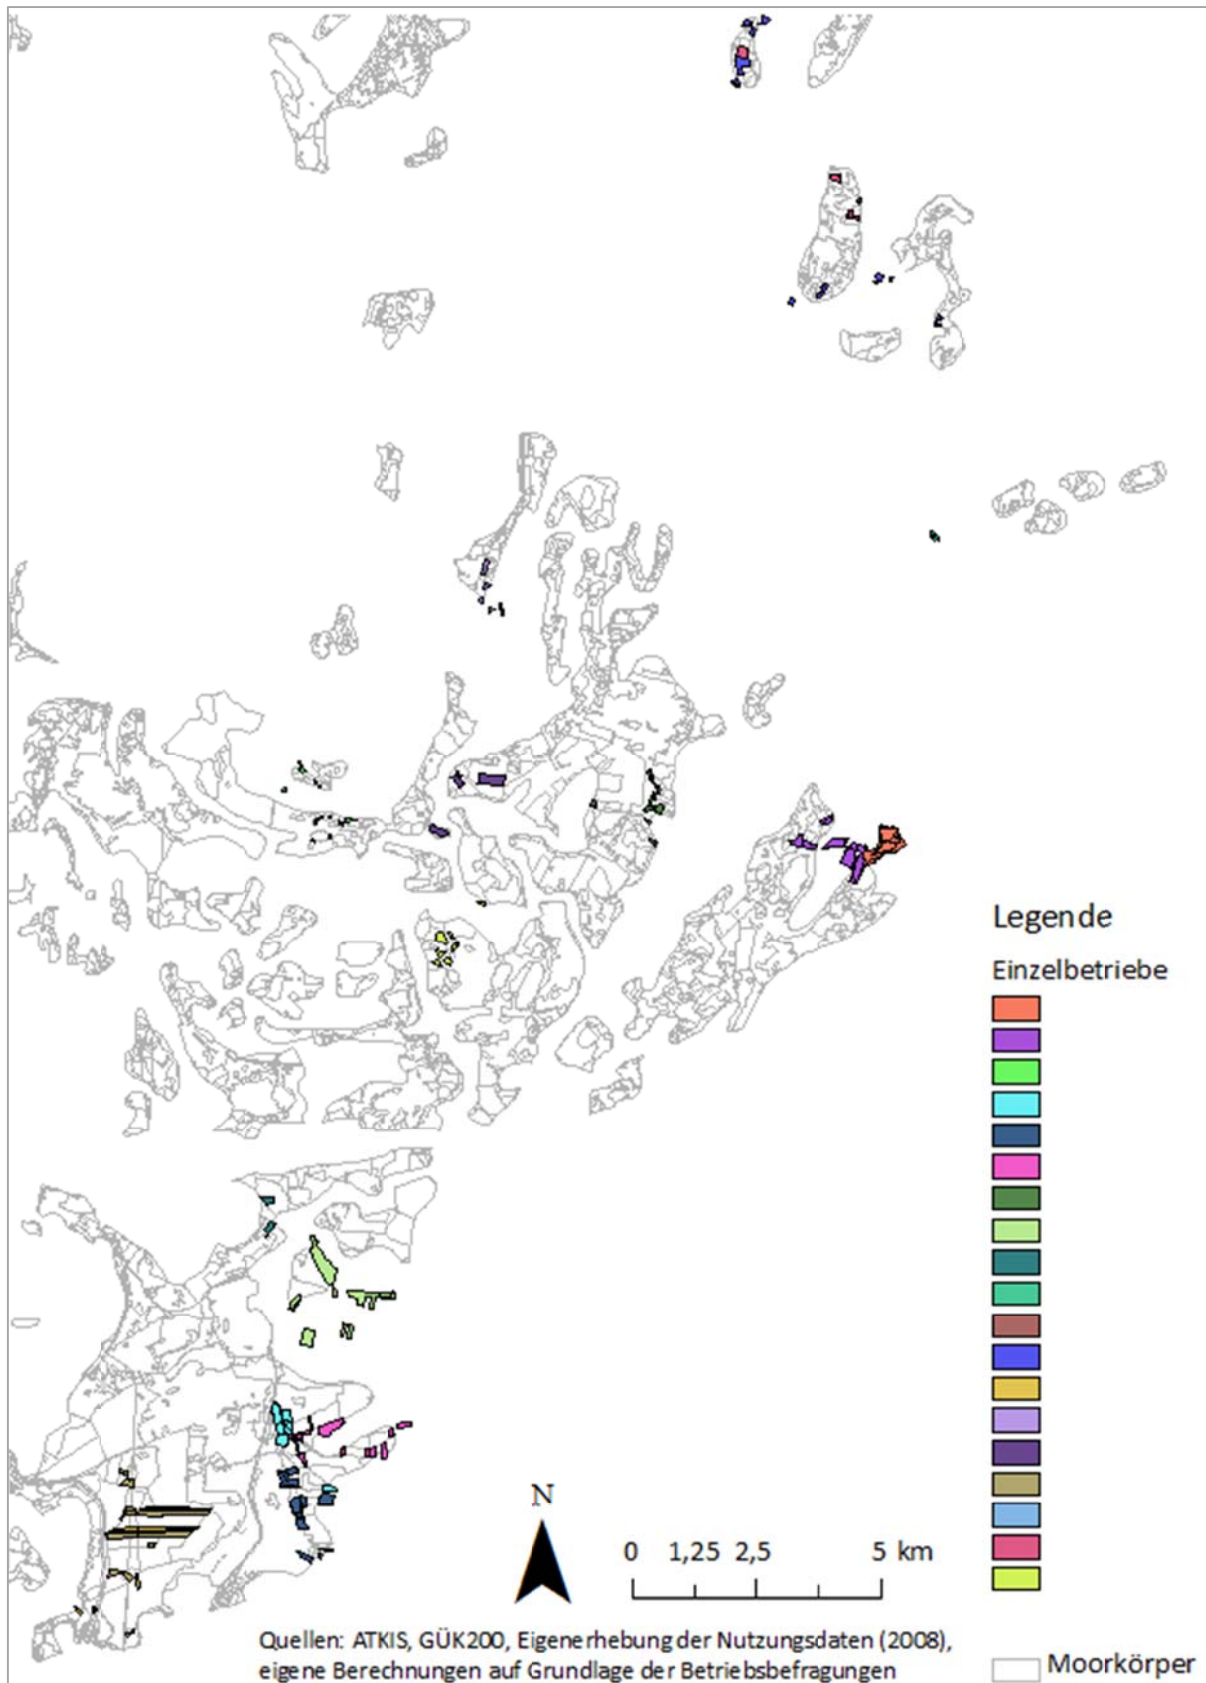 Legende
Einzelbetriebe
N
0 1,25 2,5 5 km
Quellen: ATKIS, GÜK200, Eigenerhebung der Nutzungsdaten (2008),
eigene Berechnungen auf Grundlage der Betriebsbefragungen
Moorkörper